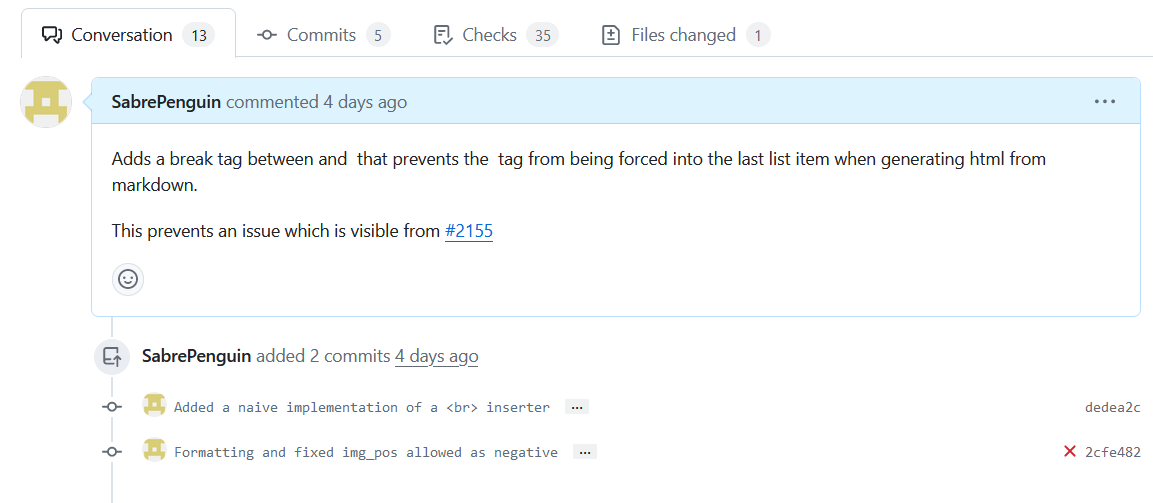 Conversation 13 Commits 5 Checks 35 Files changed 1
SabrePenguin commented 4 days ago ...
Adds a break tag between and  that prevents the  tag from being forced into the last list item when generating html from
markdown.
This prevents an issue which is visible from #2155
SabrePenguin added 2 commits 4 days ago
Added a naive implementation of a <br> inserter ... dedea2c
Formatting and fixed img_pos allowed as negative ... 2cfe482